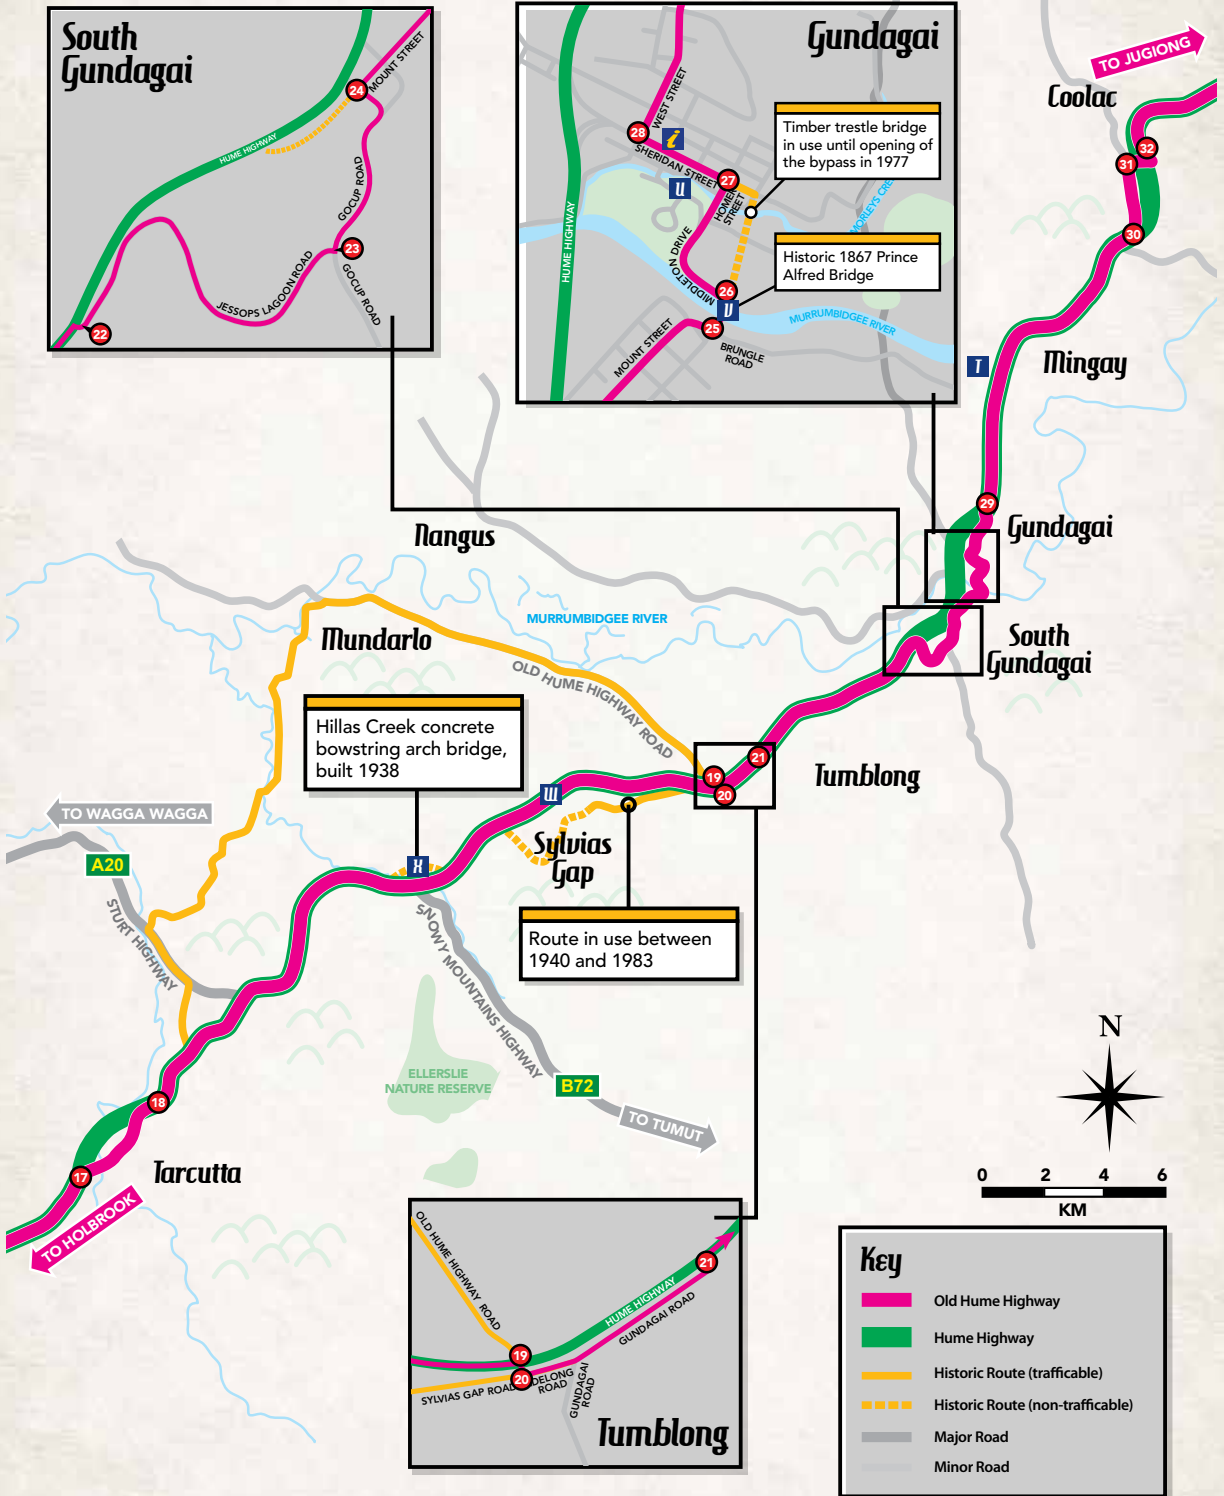 South
Gundagai
HUME HIGHWAY
24
MOUNT STREET
GOCUP ROAD
23
GOCUP ROAD
JESSOPS LAGOON ROAD
22
Gundagai
WEST STREET
28
i
SHERIDAN STREET
U
27
HOMER
STREET
Timber trestle bridge
in use until opening of
the bypass in 1977
MORLEYS CREEK
HUME HIGHWAY
MIDDLETON DRIVE
Historic 1867 Prince
Alfred Bridge
26
V
25
MURRUMBIDGEE RIVER
MOUNT STREET
BRUNGLE
ROAD
TO JUGIONG
Coolac
32
31
30
T
Mingay
29
Gundagai
Nangus
MURRUMBIDGEE RIVER
Mundarlo
South
Gundagai
OLD HUME HIGHWAY ROAD
Hillas Creek concrete
bowstring arch bridge,
built 1938
21
19
20
Tumblong
W
TO WAGGA WAGGA
Sylvias
Gap
A20
X
STURT HIGHWAY
SNOWY MOUNTAINS HIGHWAY
Route in use between
1940 and 1983
ELLERSLIE
NATURE RESERVE
B72
TO TUMUT
N
18
17
Tarcutta
TO HOLBROOK
0 2 4 6
KM
OLD HUME HIGHWAY ROAD
21
HUME HIGHWAY
GUNDAGAI ROAD
19
20
SYLVIAS GAP ROAD
DELONG
ROAD
GUNDAGAI
ROAD
Tumblong
Key
Old Hume Highway
Hume Highway
Historic Route (trafficable)
Historic Route (non-trafficable)
Major Road
Minor Road